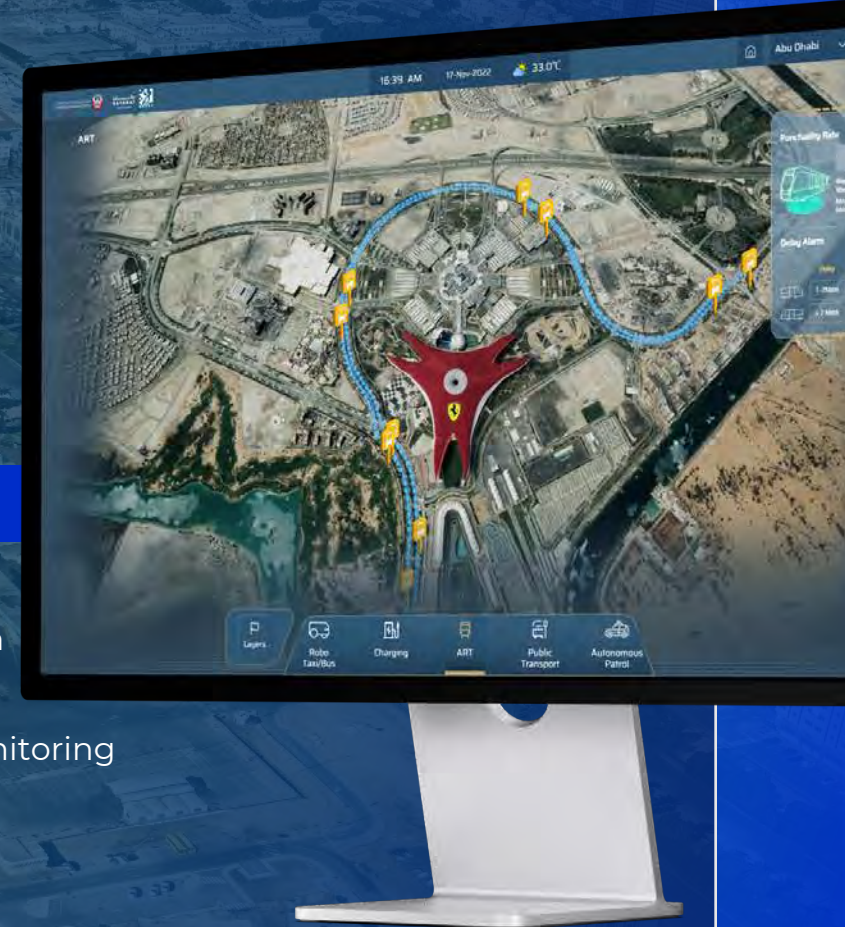 16:39 AM 17-Nov-2022 33.0°C Abu Dhabi
ART
Punctuality Rate
Delay Alarm
Delay
Layers
Robo Taxi/Bus
Charging
ART
Public Transport
Autonomous Patrol
nitoring